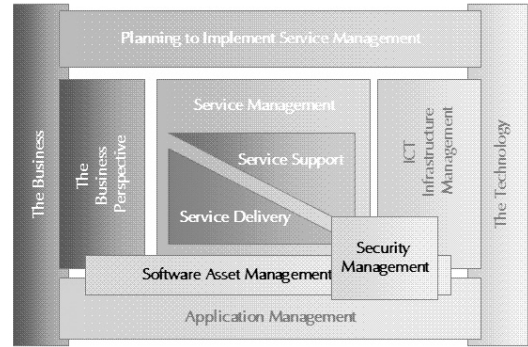 Planning to Implement Service Management
The Business
The
Business
Perspective
Service Management
Service Support
Service Delivery
ICT
Infrastructure
Management
The Technology
Security
Management
Software Asset Management
Application Management